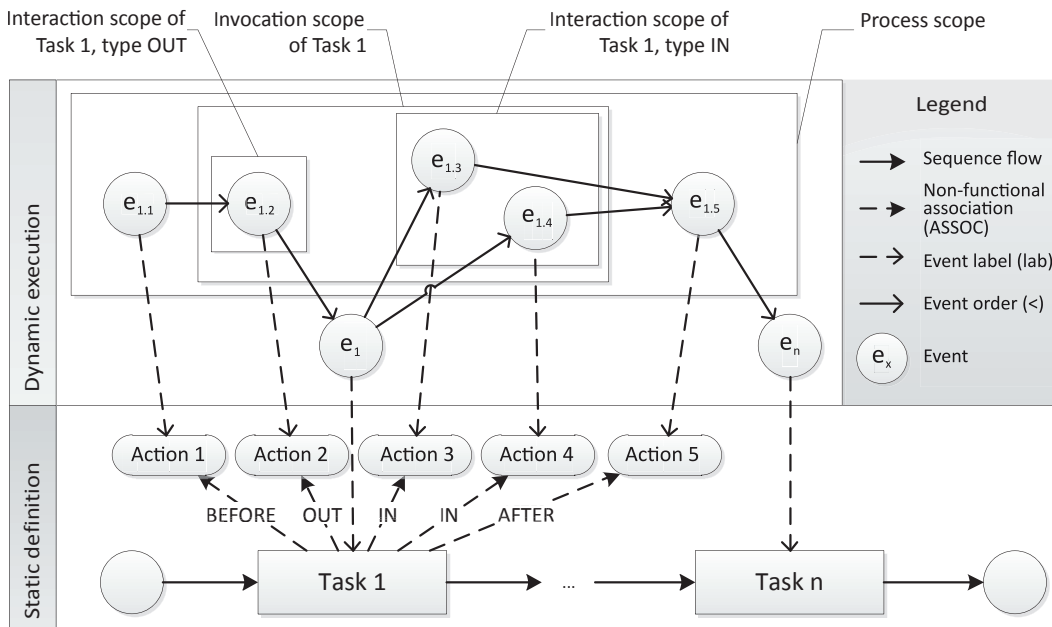 Interaction scope of
Task 1, type OUT
Invocation scope
of Task 1
Interaction scope of
Task 1, type IN
Process scope
Dynamic execution
e1.1
e1.2
e1.3
e1.4
e1.5
e1
en
Legend
Sequence flow
Non-functional
association
(ASSOC)
Event label (lab)
Event order (<)
ex
Event
Static definition
Action 1
Action 2
Action 3
Action 4
Action 5
BEFORE
OUT
IN
IN
AFTER
Task 1
...
Task n